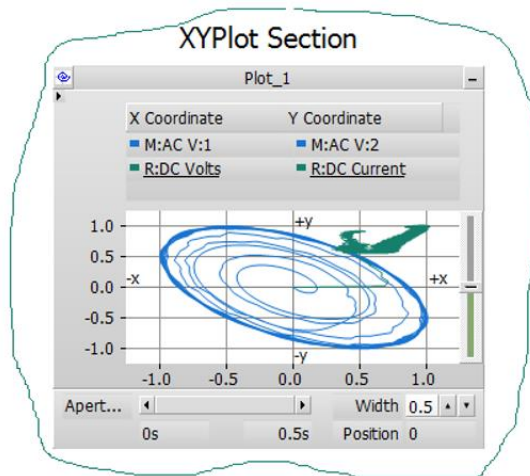 XYPlot Section
Plot_1
X Coordinate Y Coordinate
M:AC V:1 M:AC V:2
R:DC Volts R:DC Current
+y
1.0
0.5
-x 0.0 +x
-0.5
-1.0
-y
-1.0 -0.5 0.0 0.5 1.0
Apert... Width 0.5
0s 0.5s Position 0